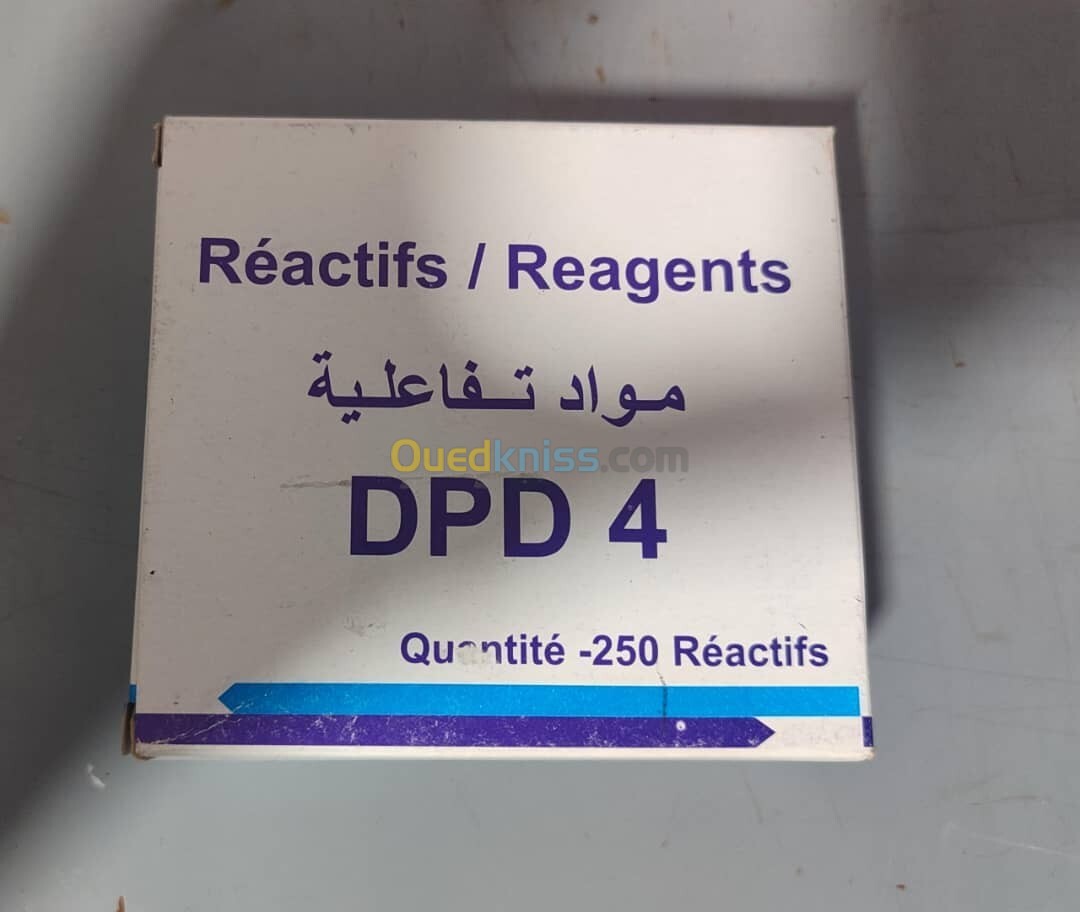 Réactifs / Reagents
مواد تفاعلية
Ouedkniss.com
DPD 4
Quantité -250 Réactifs